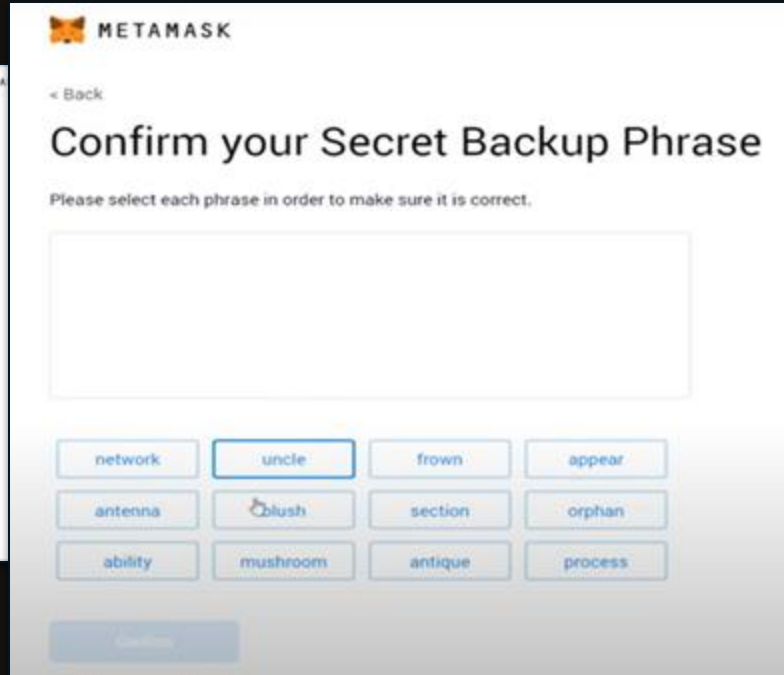 METAMASK
< Back
Confirm your Secret Backup Phrase
Please select each phrase in order to make sure it is correct.
network uncle frown appear
antenna blush section orphan
ability mushroom antique process